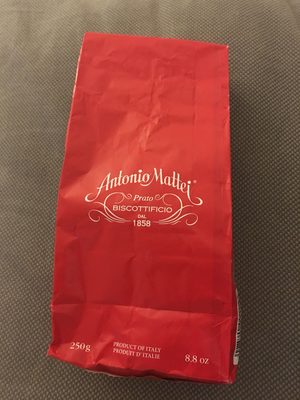 Antonio Mattei®
Prato
BISCOTTIFICIO
DAL
1858
250g
PRODUCT OF ITALY
PRODUIT D'ITALIE
8.8 oz